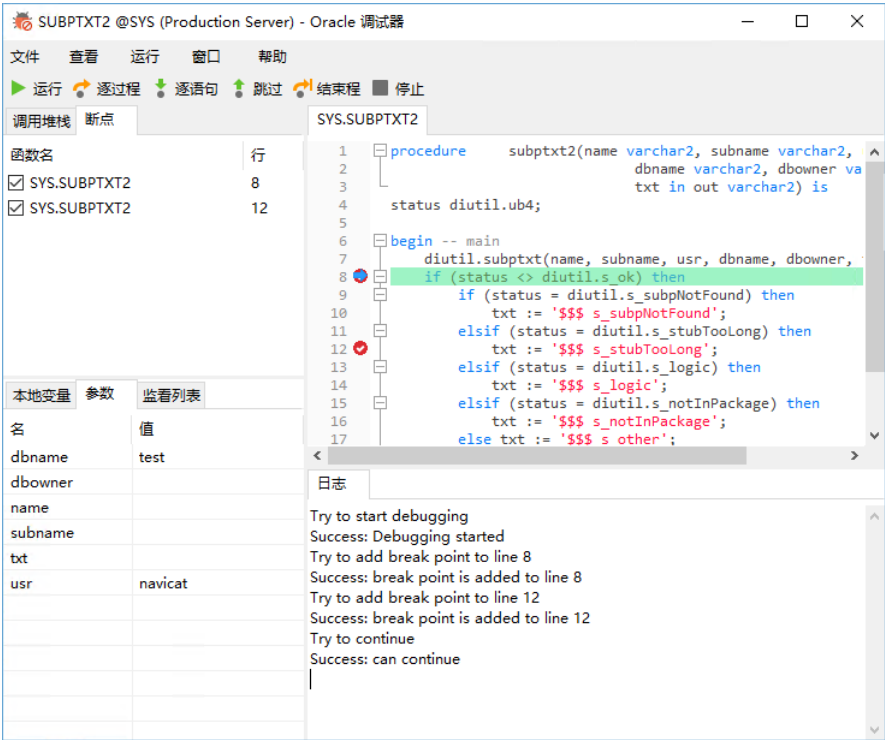 SUBPTXT2 @SYS (Production Server) - Oracle 调试器
文件 查看 运行 窗口 帮助
运行 逐过程 逐语句 跳过 结束程 停止
调用堆栈 断点
函数名 行
SYS.SUBPTXT2 8
SYS.SUBPTXT2 12
SYS.SUBPTXT2
1 procedure subptxt2(name varchar2, subname varchar2,
2 dbname varchar2, dbowner va
3 txt in out varchar2) is
4 status diutil.ub4;
5
6 begin -- main
7 diutil.subptxt(name, subname, usr, dbname, dbowner,
8 if (status <> diutil.s_ok) then
9 if (status = diutil.s_subpNotFound) then
10 txt := '$$$ s_subpNotFound';
11 elsif (status = diutil.s_stubTooLong) then
12 txt := '$$$ s_stubTooLong';
13 elsif (status = diutil.s_logic) then
14 txt := '$$$ s_logic';
15 elsif (status = diutil.s_notInPackage) then
16 txt := '$$$ s_notInPackage';
17 else txt := '$$$ s_other';
本地变量 参数 监看列表
名 值
dbname test
dbowner
name
subname
txt
usr navicat
日志
Try to start debugging
Success: Debugging started
Try to add break point to line 8
Success: break point is added to line 8
Try to add break point to line 12
Success: break point is added to line 12
Try to continue
Success: can continue